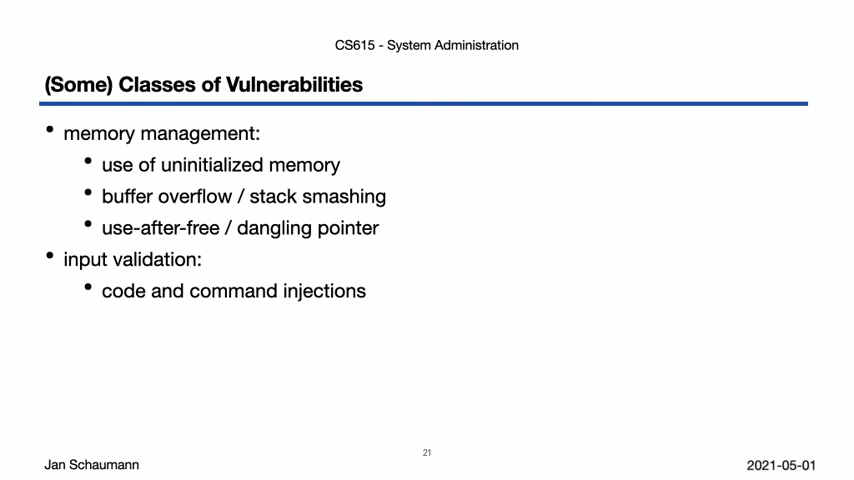 CS615 - System Administration
(Some) Classes of Vulnerabilities
• memory management:
• use of uninitialized memory
• buffer overflow / stack smashing
• use-after-free / dangling pointer
• input validation:
• code and command injections
21
Jan Schaumann
2021-05-01